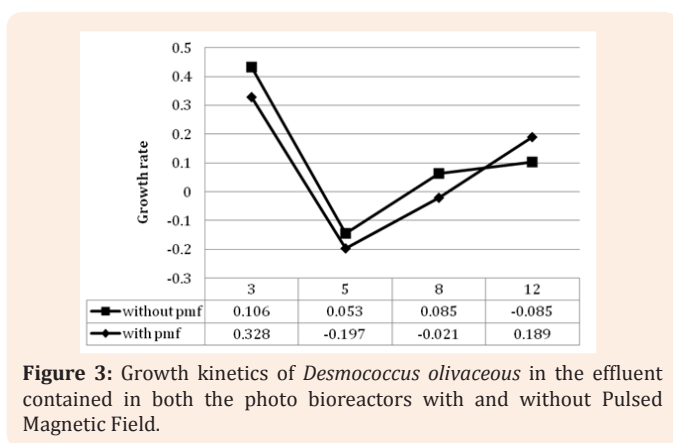 0.5
0.4
0.3
0.2
0.1
0
-0.1
-0.2
-0.3
Growth rate
3 5 8 12
without pmf 0.106 0.053 0.085 -0.085
with pmf 0.328 -0.197 -0.021 0.189
Figure 3: Growth kinetics of Desmococcus olivaceous in the effluent
contained in both the photo bioreactors with and without Pulsed
Magnetic Field.